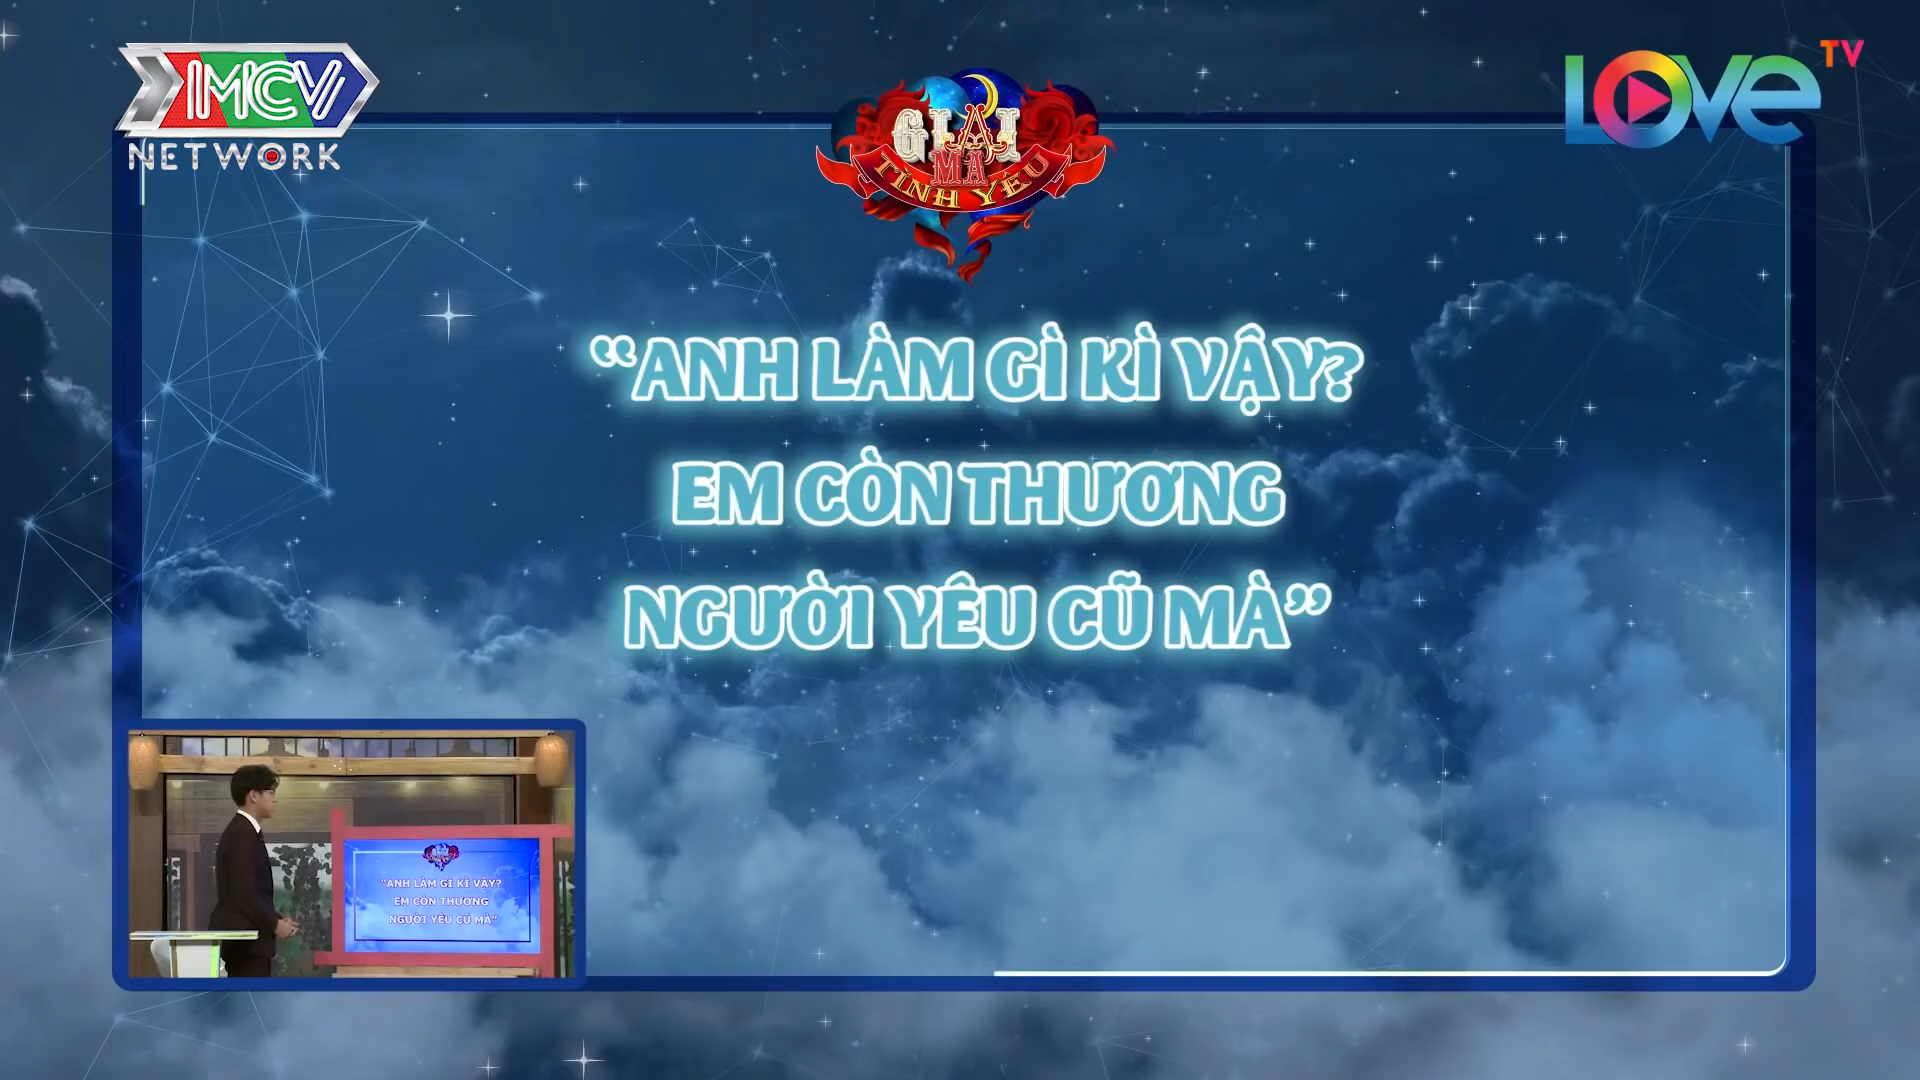 MCV
NETWORK
LOVE TV
GIẢI
MÃ
TÌNH YÊU
“ANH LÀM GÌ KÌ VẬY?
EM CÒN THƯƠNG
NGƯỜI YÊU CŨ MÀ”
“ANH LÀM GÌ KÌ VẬY?
EM CÒN THƯƠNG
NGƯỜI YÊU CŨ MÀ”